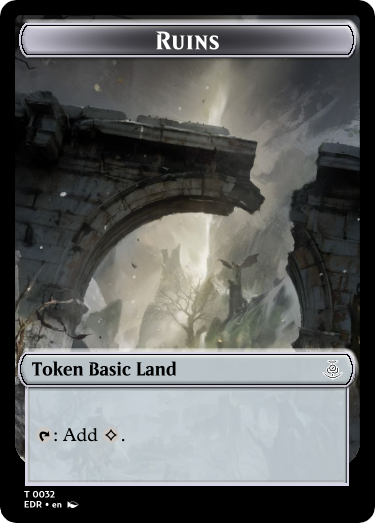 Ruins
Token Basic Land
: Add .
T 0032
EDR • en